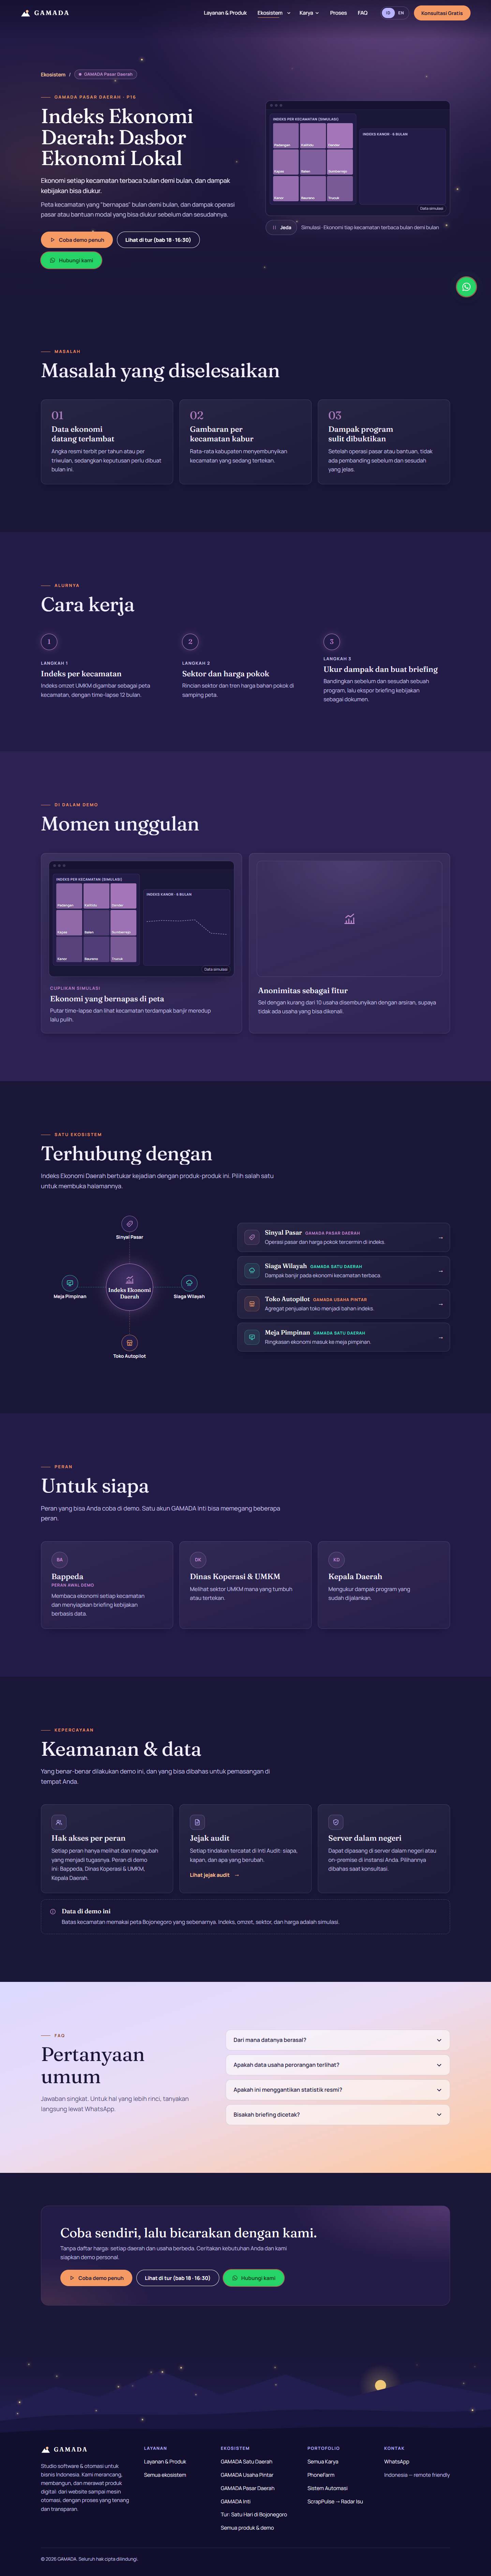 GAMADA
Layanan & Produk
Ekosistem
Karya
Proses
FAQ
ID
EN
Konsultasi Gratis
Ekosistem / GAMADA Pasar Daerah
GAMADA PASAR DAERAH · P16
Indeks Ekonomi
Daerah: Dasbor
Ekonomi Lokal
Ekonomi setiap kecamatan terbaca bulan demi bulan, dan dampak
kebijakan bisa diukur.
Peta kecamatan yang "bernapas" bulan demi bulan, dan dampak operasi
pasar atau bantuan modal yang bisa diukur sebelum dan sesudahnya.
Coba demo penuh
Lihat di tur (bab 18 · 16:30)
Hubungi kami
INDEKS PER KECAMATAN (SIMULASI)
Padangan
Kalitidu
Dander
Kapas
Balen
Sumberrejo
Kanor
Baureno
Trucuk
INDEKS KANOR · 6 BULAN
Data simulasi
Jeda
Simulasi · Ekonomi tiap kecamatan terbaca bulan demi bulan
MASALAH
Masalah yang diselesaikan
01
Data ekonomi
datang terlambat
Angka resmi terbit per tahun atau per
triwulan, sedangkan keputusan perlu dibuat
bulan ini.
02
Gambaran per
kecamatan kabur
Rata-rata kabupaten menyembunyikan
kecamatan yang sedang tertekan.
03
Dampak program
sulit dibuktikan
Setelah operasi pasar atau bantuan, tidak
ada pembanding sebelum dan sesudah
yang jelas.
ALURNYA
Cara kerja
1
LANGKAH 1
Indeks per kecamatan
Indeks omzet UMKM digambar sebagai peta
kecamatan, dengan time-lapse 12 bulan.
2
LANGKAH 2
Sektor dan harga pokok
Rincian sektor dan tren harga bahan pokok di
samping peta.
3
LANGKAH 3
Ukur dampak dan buat briefing
Bandingkan sebelum dan sesudah sebuah
program, lalu ekspor briefing kebijakan
sebagai dokumen.
DI DALAM DEMO
Momen unggulan
INDEKS PER KECAMATAN (SIMULASI)
Padangan
Kalitidu
Dander
Kapas
Balen
Sumberrejo
Kanor
Baureno
Trucuk
INDEKS KANOR · 6 BULAN
Data simulasi
CUPLIKAN SIMULASI
Ekonomi yang bernapas di peta
Putar time-lapse dan lihat kecamatan terdampak banjir meredup
lalu pulih.
Anonimitas sebagai fitur
Sel dengan kurang dari 10 usaha disembunyikan dengan arsiran, supaya
tidak ada usaha yang bisa dikenali.
SATU EKOSISTEM
Terhubung dengan
Indeks Ekonomi Daerah bertukar kejadian dengan produk-produk ini. Pilih salah satu
untuk membuka halamannya.
Sinyal Pasar
Meja Pimpinan
Indeks Ekonomi
Daerah
Siaga Wilayah
Toko Autopilot
Sinyal Pasar GAMADA PASAR DAERAH
Operasi pasar dan harga pokok tercermin di indeks.
→
Siaga Wilayah GAMADA SATU DAERAH
Dampak banjir pada ekonomi kecamatan terbaca.
→
Toko Autopilot GAMADA USAHA PINTAR
Agregat penjualan toko menjadi bahan indeks.
→
Meja Pimpinan GAMADA SATU DAERAH
Ringkasan ekonomi masuk ke meja pimpinan.
→
PERAN
Untuk siapa
Peran yang bisa Anda coba di demo. Satu akun GAMADA Inti bisa memegang beberapa
peran.
BA
Bappeda
PERAN AWAL DEMO
Membaca ekonomi setiap kecamatan
dan menyiapkan briefing kebijakan
berbasis data.
DK
Dinas Koperasi & UMKM
Melihat sektor UMKM mana yang tumbuh
atau tertekan.
KD
Kepala Daerah
Mengukur dampak program yang
sudah dijalankan.
KEPERCAYAAN
Keamanan & data
Yang benar-benar dilakukan demo ini, dan yang bisa dibahas untuk pemasangan di
tempat Anda.
Hak akses per peran
Setiap peran hanya melihat dan mengubah
yang menjadi tugasnya. Peran di demo
ini: Bappeda, Dinas Koperasi & UMKM,
Kepala Daerah.
Jejak audit
Setiap tindakan tercatat di Inti Audit: siapa,
kapan, dan apa yang berubah.
Lihat jejak audit →
Server dalam negeri
Dapat dipasang di server dalam negeri atau
on-premise di instansi Anda. Pilihannya
dibahas saat konsultasi.
Data di demo ini
Batas kecamatan memakai peta Bojonegoro yang sebenarnya. Indeks, omzet, sektor, dan harga adalah simulasi.
FAQ
Pertanyaan
umum
Jawaban singkat. Untuk hal yang lebih rinci, tanyakan
langsung lewat WhatsApp.
Dari mana datanya berasal?
Apakah data usaha perorangan terlihat?
Apakah ini menggantikan statistik resmi?
Bisakah briefing dicetak?
Coba sendiri, lalu bicarakan dengan kami.
Tanpa daftar harga: setiap daerah dan usaha berbeda. Ceritakan kebutuhan Anda dan kami
siapkan demo personal.
Coba demo penuh
Lihat di tur (bab 18 · 16:30)
Hubungi kami
GAMADA
Studio software & otomasi untuk
bisnis Indonesia. Kami merancang,
membangun, dan merawat produk
digital: dari website sampai mesin
otomasi, dengan proses yang tenang
dan transparan.
LAYANAN
Layanan & Produk
Semua ekosistem
EKOSISTEM
GAMADA Satu Daerah
GAMADA Usaha Pintar
GAMADA Pasar Daerah
GAMADA Inti
Tur: Satu Hari di Bojonegoro
Semua produk & demo
PORTOFOLIO
Semua Karya
PhoneFarm
Sistem Automasi
ScrapPulse → Radar Isu
KONTAK
WhatsApp
Indonesia — remote friendly
© 2026 GAMADA. Seluruh hak cipta dilindungi.